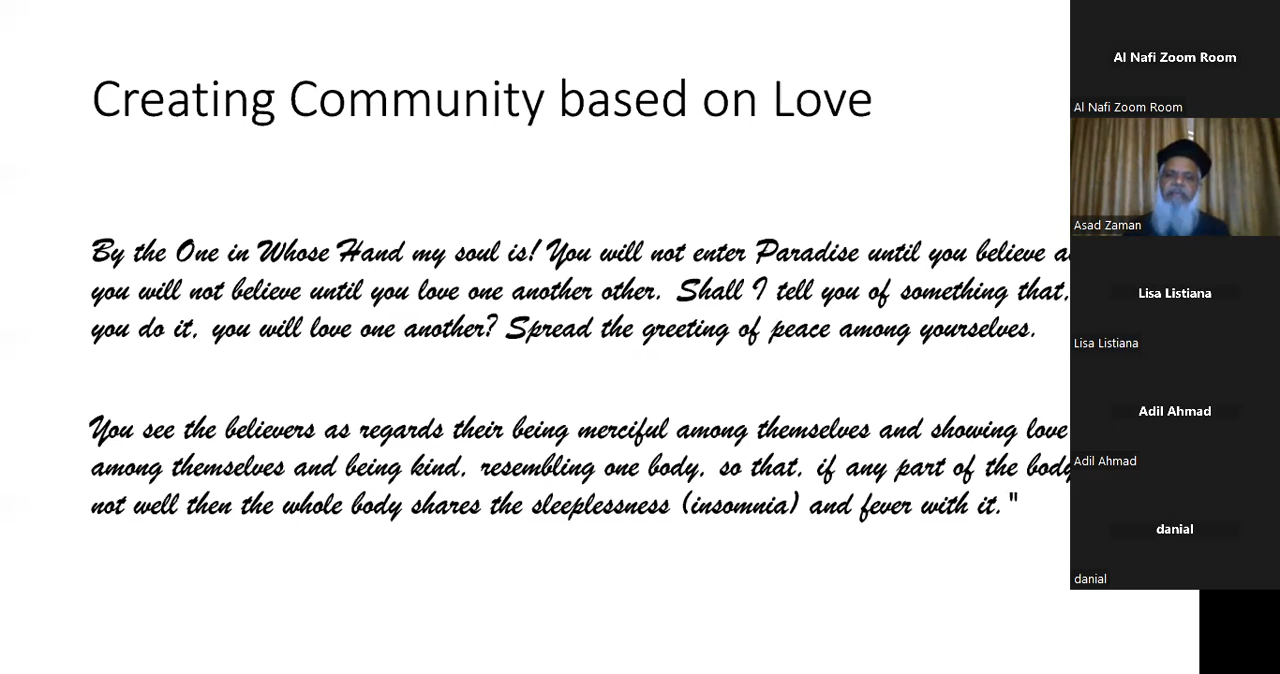 Creating Community based on Love
By the One in Whose Hand my soul is! You will not enter Paradise until you believe
you will not believe until you love one another other. Shall I tell you of something that,
you do it, you will love one another? Spread the greeting of peace among yourselves.
You see the believers as regards their being merciful among themselves and showing love
among themselves and being kind, resembling one body, so that, if any part of the body
not well then the whole body shares the sleeplessness (insomnia) and fever with it."
Al Nafi Zoom Room
Al Nafi Zoom Room
Asad Zaman
Lisa Listiana
Lisa Listiana
Adil Ahmad
Adil Ahmad
danial
danial